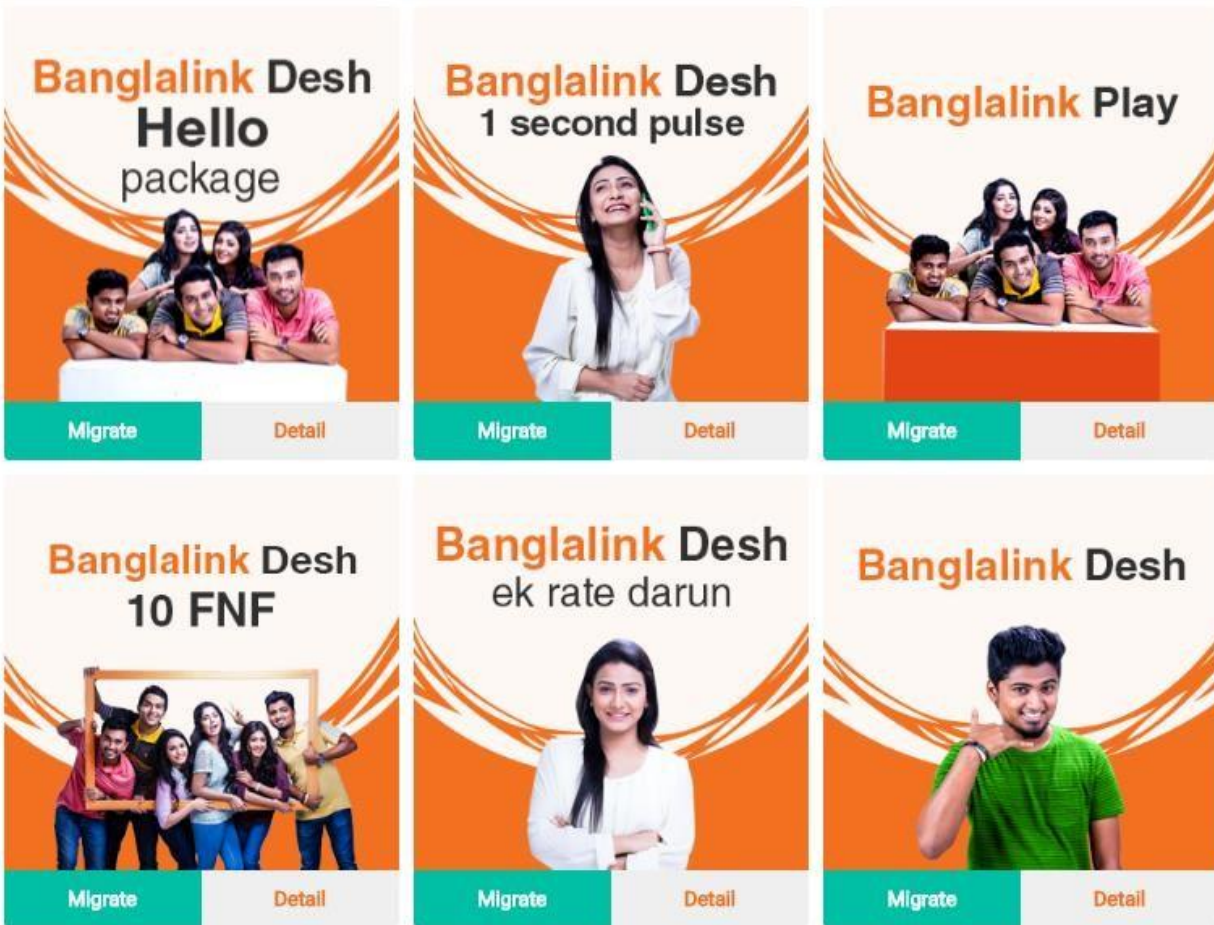 Banglalink Desh
Hello
package
Migrate
Detail
Banglalink Desh
1 second pulse
Migrate
Detail
Banglalink Play
Migrate
Detail
Banglalink Desh
10 FNF
Migrate
Detail
Banglalink Desh
ek rate darun
Migrate
Detail
Banglalink Desh
Migrate
Detail